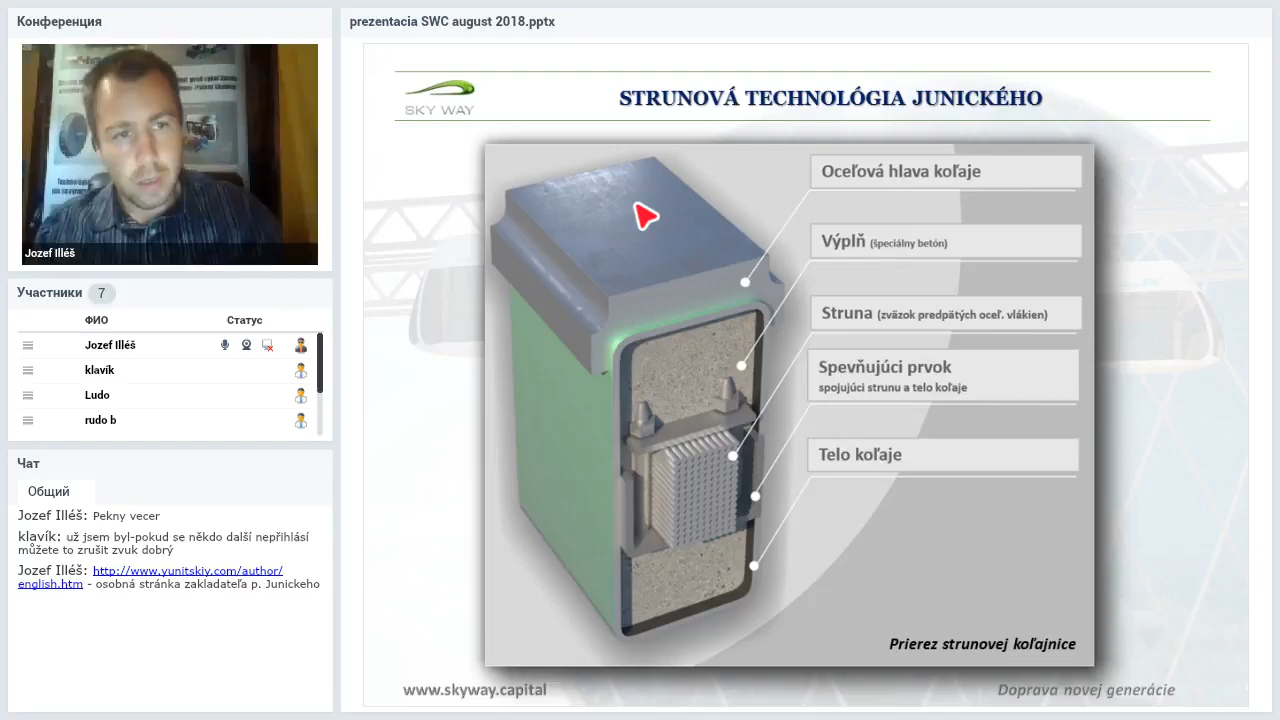 Конференция
Jozef Illéš
Участники 7
ФИО Статус
Jozef Illéš
klavík
Ludo
rudo b
Чат
Общий
Jozef Illéš: Pekny vecer
klavík: už jsem byl-pokud se někdo další nepřihlásí
můžete to zrušit zvuk dobrý
Jozef Illéš: http://www.yunitskiy.com/author/
english.htm - osobná stránka zakladateľa p. Junickeho
prezentacia SWC august 2018.pptx
SKY WAY
STRUNOVÁ TECHNOLÓGIA JUNICKÉHO
Oceľová hlava koľaje
Výplň (špeciálny betón)
Struna (zväzok predpätých oceľ. vlákien)
Spevňujúci prvok
spojujúci strunu a telo koľaje
Telo koľaje
Prierez strunovej koľajnice
www.skyway.capital
Doprava novej generácie